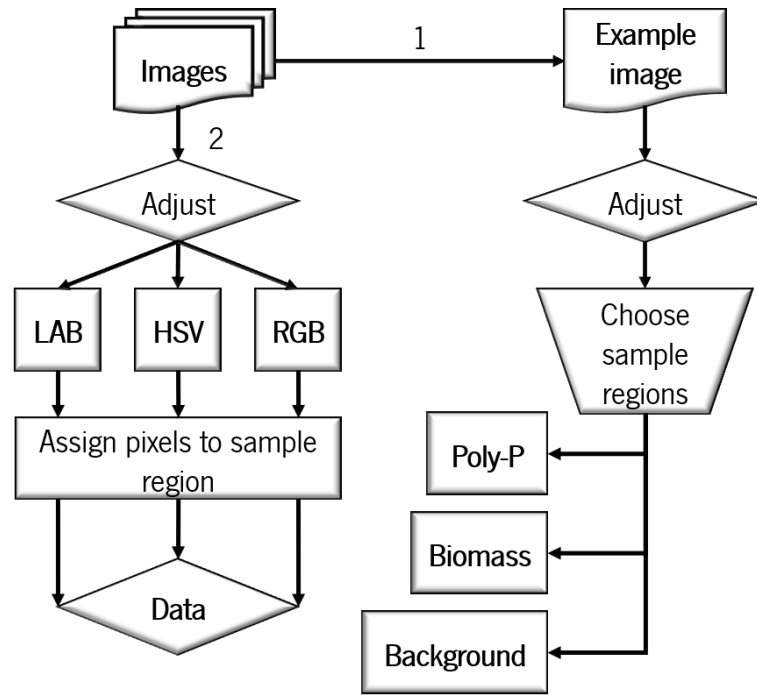 Images
1
Example
image
2
Adjust
Adjust
LAB
HSV
RGB
Choose
sample
regions
Assign pixels to sample
region
Poly-P
Biomass
Data
Background